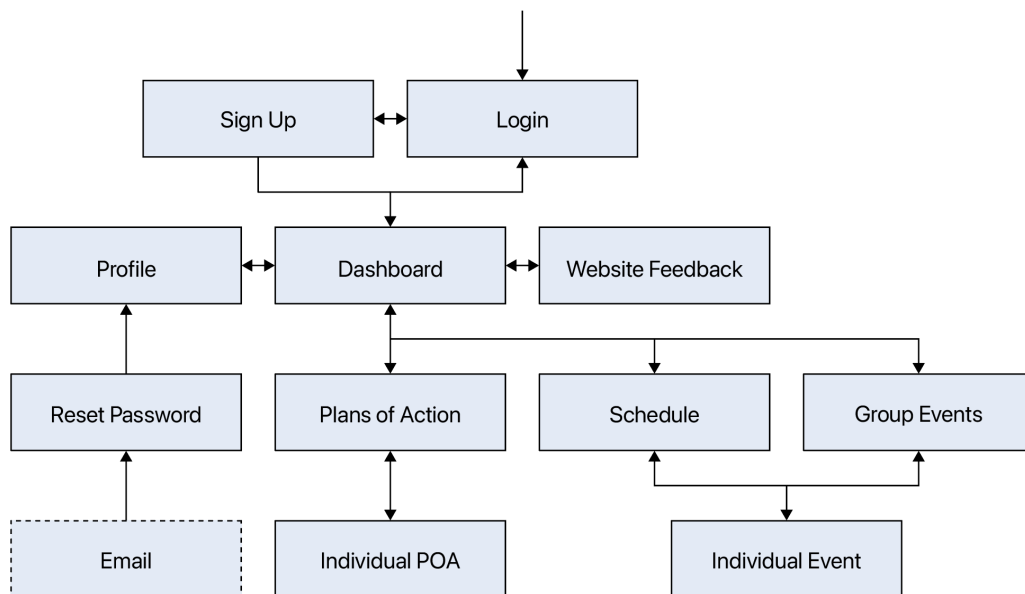 Sign Up
Login
Profile
Dashboard
Website Feedback
Reset Password
Plans of Action
Schedule
Group Events
Email
Individual POA
Individual Event